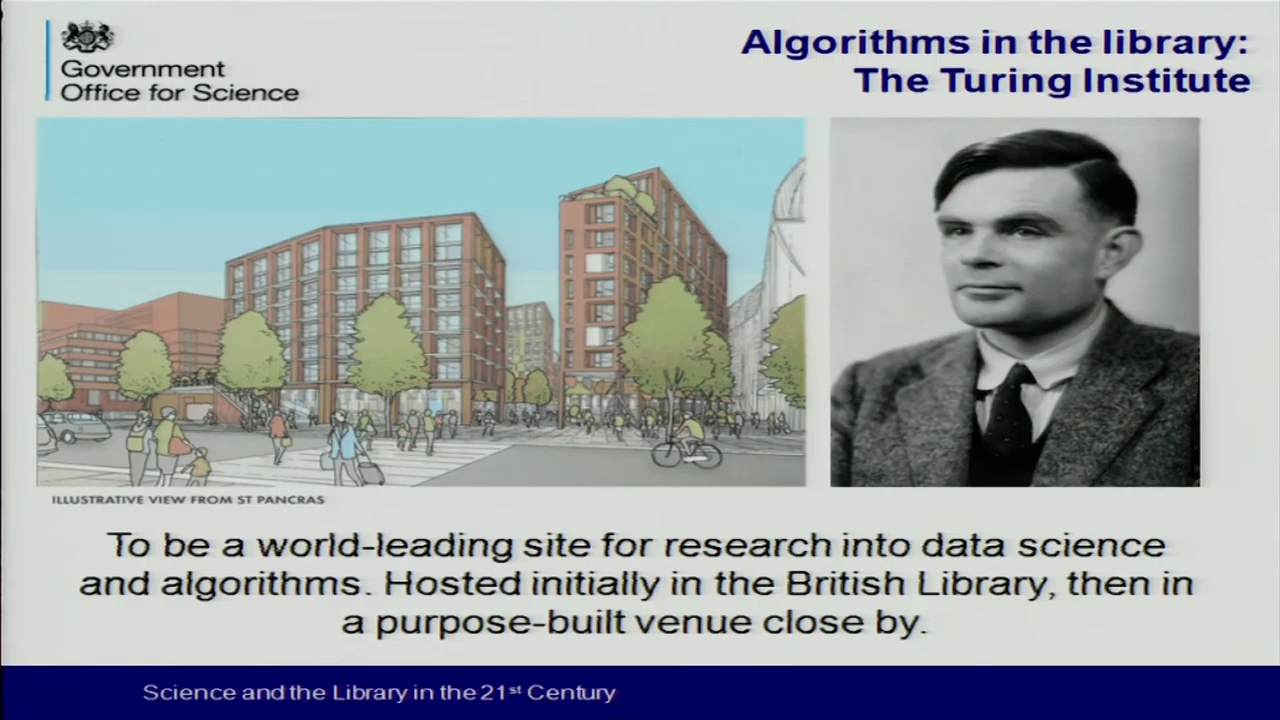 Government
Office for Science
Algorithms in the library:
The Turing Institute
ILLUSTRATIVE VIEW FROM ST PANCRAS
To be a world-leading site for research into data science
and algorithms. Hosted initially in the British Library, then in
a purpose-built venue close by.
Science and the Library in the 21st Century